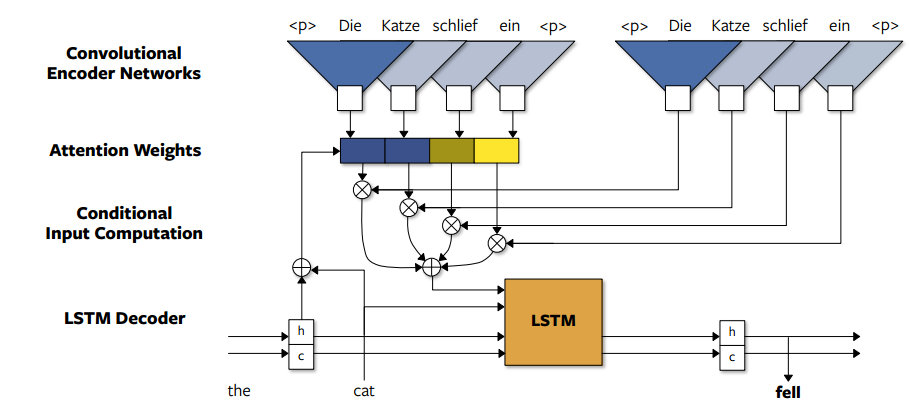 <p> Die Katze schlief ein <p>
<p> Die Katze schlief ein <p>
Convolutional
Encoder Networks
Attention Weights
Conditional
Input Computation
LSTM Decoder
LSTM
h
c
h
c
the
cat
fell